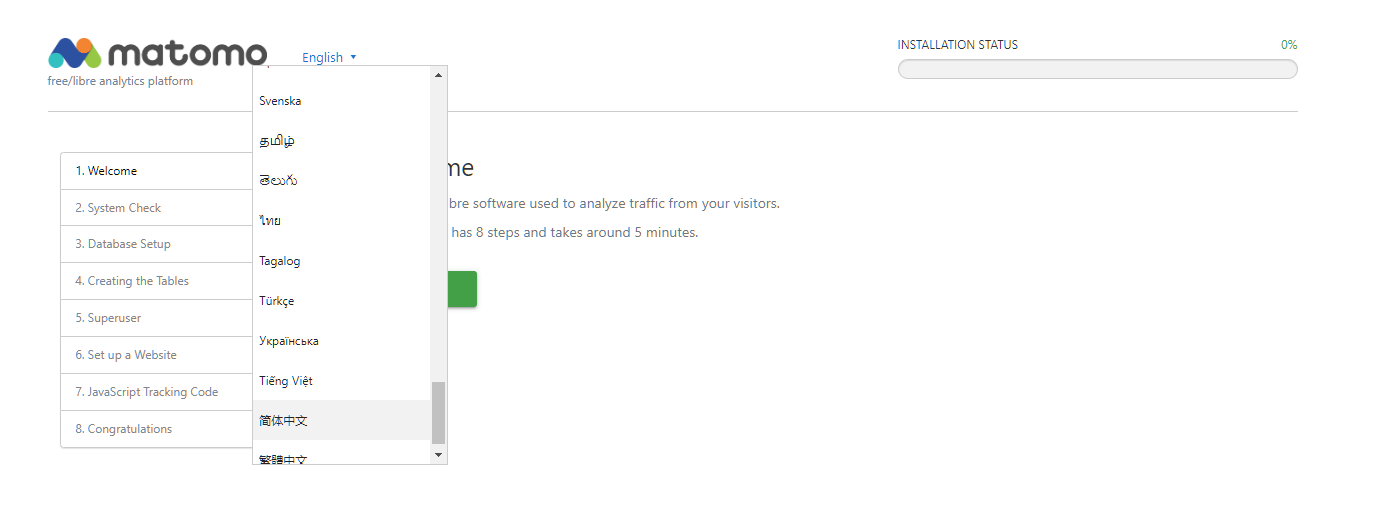 matomo
free/libre analytics platform
English
INSTALLATION STATUS
0%
1. Welcome
2. System Check
3. Database Setup
4. Creating the Tables
5. Superuser
6. Set up a Website
7. JavaScript Tracking Code
8. Congratulations
Svenska
தமிழ்
తెలుగు
ไทย
Tagalog
Türkçe
Українська
Tiếng Việt
简体中文
繁體中文
me
bre software used to analyze traffic from your visitors.
has 8 steps and takes around 5 minutes.